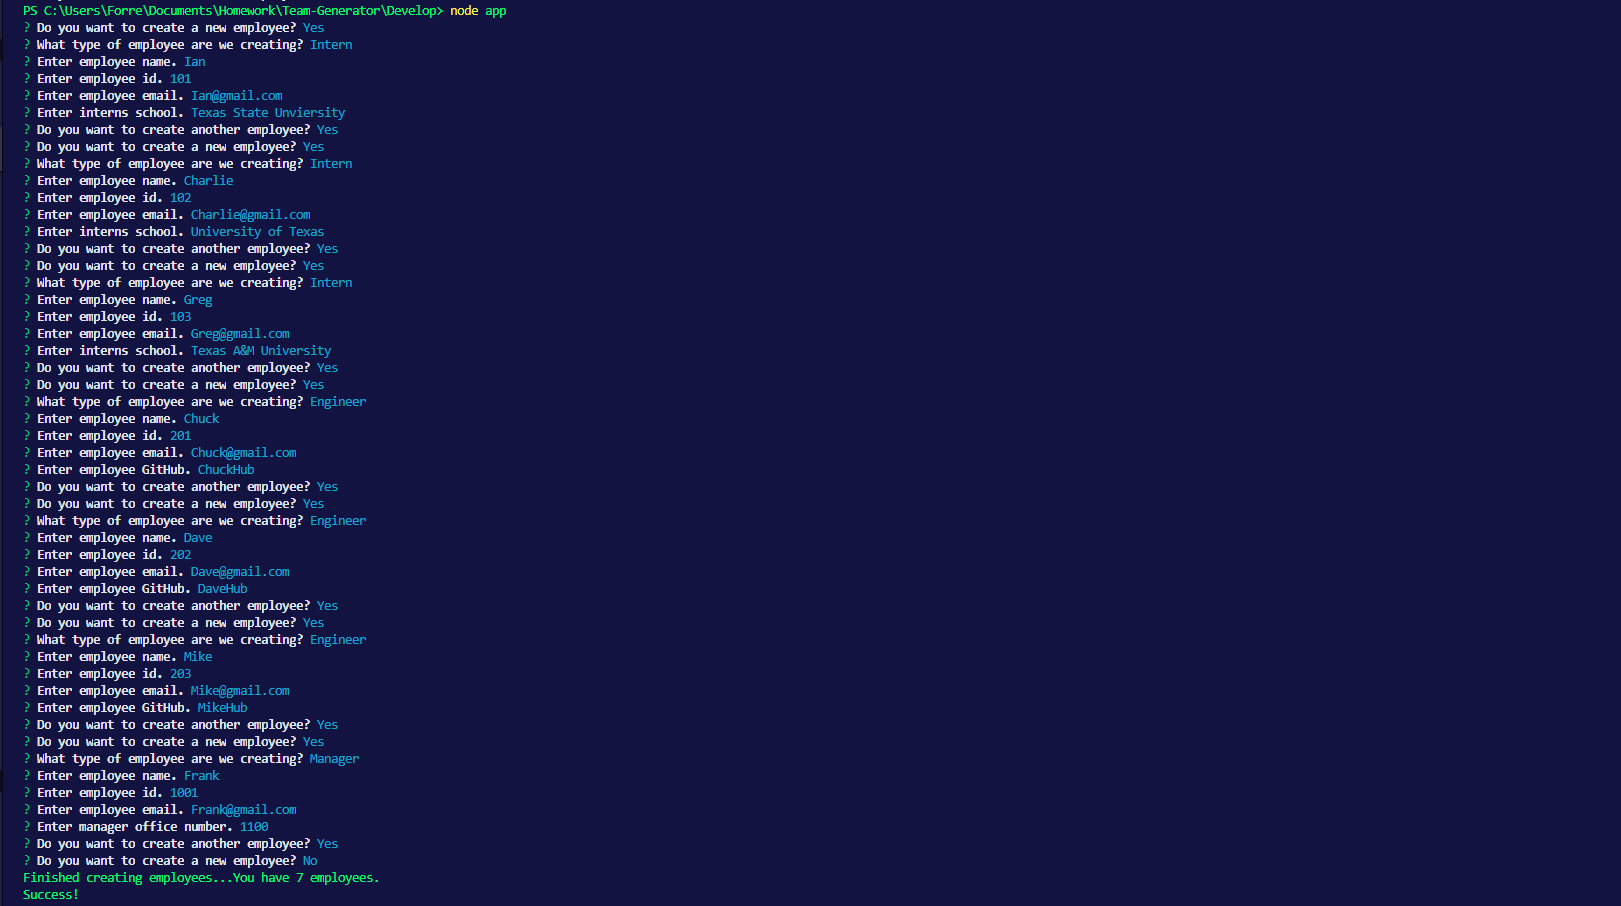 PS C:\Users\Forre\Documents\Homework\Team-Generator\Develop> node app
? Do you want to create a new employee? Yes
? What type of employee are we creating? Intern
? Enter employee name. Ian
? Enter employee id. 101
? Enter employee email. Ian@gmail.com
? Enter interns school. Texas State Unviersity
? Do you want to create another employee? Yes
? Do you want to create a new employee? Yes
? What type of employee are we creating? Intern
? Enter employee name. Charlie
? Enter employee id. 102
? Enter employee email. Charlie@gmail.com
? Enter interns school. University of Texas
? Do you want to create another employee? Yes
? Do you want to create a new employee? Yes
? What type of employee are we creating? Intern
? Enter employee name. Greg
? Enter employee id. 103
? Enter employee email. Greg@gmail.com
? Enter interns school. Texas A&M University
? Do you want to create another employee? Yes
? Do you want to create a new employee? Yes
? What type of employee are we creating? Engineer
? Enter employee name. Chuck
? Enter employee id. 201
? Enter employee email. Chuck@gmail.com
? Enter employee GitHub. ChuckHub
? Do you want to create another employee? Yes
? Do you want to create a new employee? Yes
? What type of employee are we creating? Engineer
? Enter employee name. Dave
? Enter employee id. 202
? Enter employee email. Dave@gmail.com
? Enter employee GitHub. DaveHub
? Do you want to create another employee? Yes
? Do you want to create a new employee? Yes
? What type of employee are we creating? Engineer
? Enter employee name. Mike
? Enter employee id. 203
? Enter employee email. Mike@gmail.com
? Enter employee GitHub. MikeHub
? Do you want to create another employee? Yes
? Do you want to create a new employee? Yes
? What type of employee are we creating? Manager
? Enter employee name. Frank
? Enter employee id. 1001
? Enter employee email. Frank@gmail.com
? Enter manager office number. 1100
? Do you want to create another employee? Yes
? Do you want to create a new employee? No
Finished creating employees...You have 7 employees.
Success!